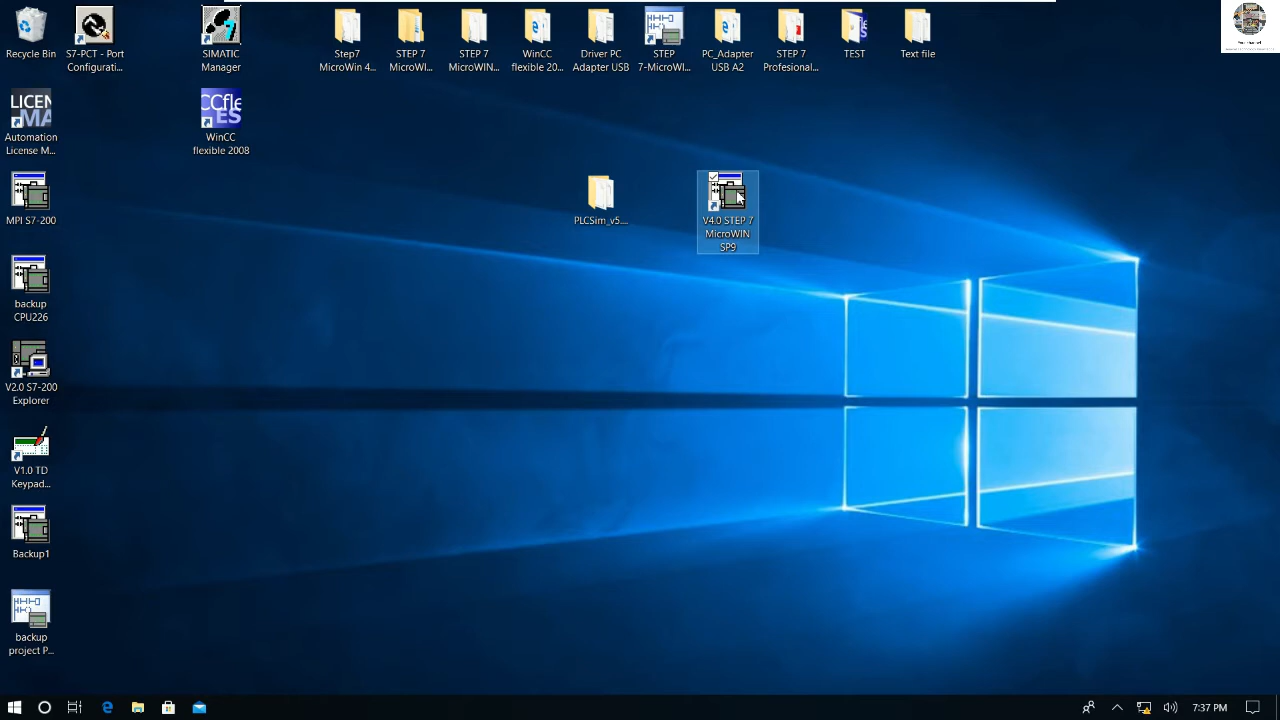 Recycle Bin
S7-PCT - Port
Configurati...
SIMATIC
Manager
Step7
MicroWin 4...
STEP 7
MicroWI...
STEP 7
MicroWIN...
WinCC
flexible 20...
Driver PC
Adapter USB
STEP
7-MicroWI...
PC_Adapter
USB A2
STEP 7
Profesional...
TEST
Text file
Automation
License M...
WinCC
flexible 2008
MPI S7-200
PLCSim_v5....
V4.0 STEP 7
MicroWIN
SP9
backup
CPU226
V2.0 S7-200
Explorer
V1.0 TD
Keypad...
Backup1
backup
project P...
7:37 PM